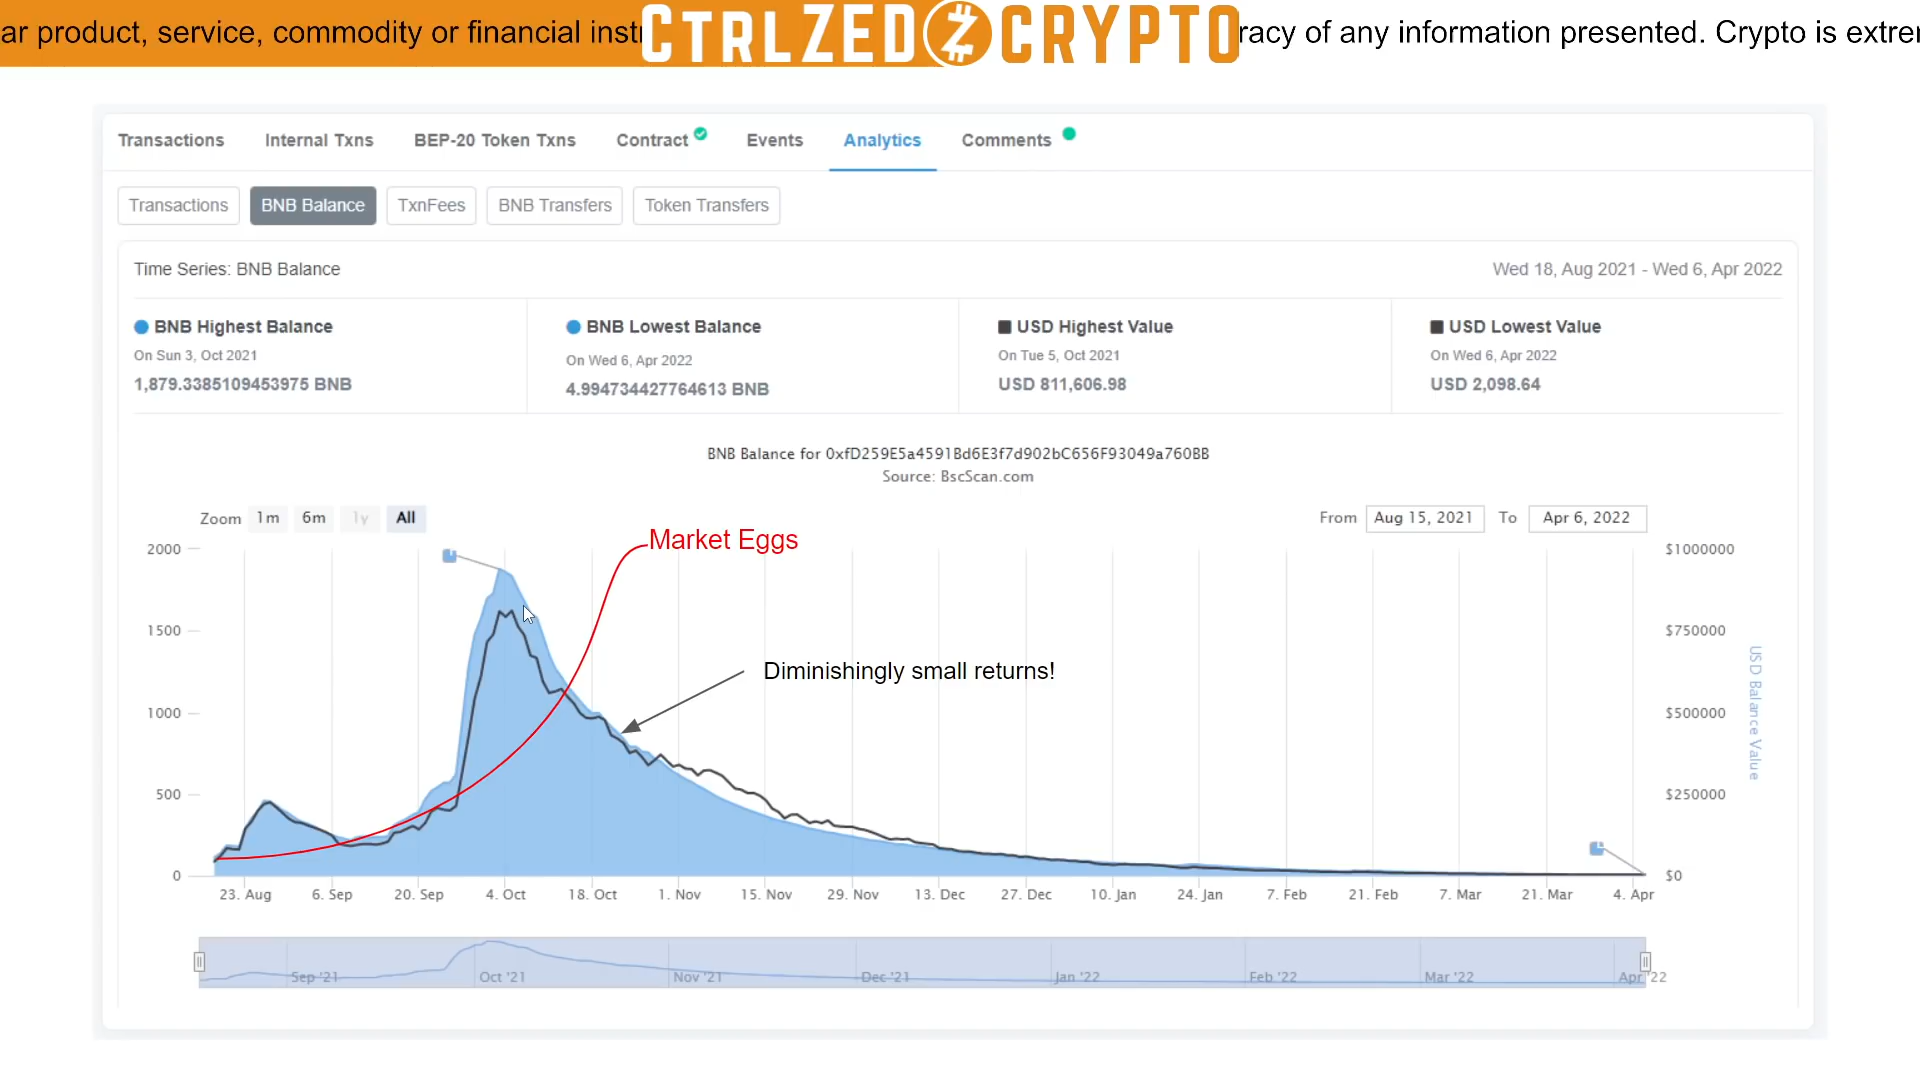 ar product, service, commodity or financial inst
CTRLZED CRYPTO
racy of any information presented. Crypto is extre
Transactions
Internal Txns
BEP-20 Token Txns
Contract
Events
Analytics
Comments
Transactions
BNB Balance
TxnFees
BNB Transfers
Token Transfers
Time Series: BNB Balance
Wed 18, Aug 2021 - Wed 6, Apr 2022
BNB Highest Balance
On Sun 3, Oct 2021
1,879.3385109453975 BNB
BNB Lowest Balance
On Wed 6, Apr 2022
4.994734427764613 BNB
USD Highest Value
On Tue 5, Oct 2021
USD 811,606.98
USD Lowest Value
On Wed 6, Apr 2022
USD 2,098.64
BNB Balance for 0xfD259E5a4591Bd6E3f7d902bC656F93049a760BB
Source: BscScan.com
Zoom 1m 6m 1y All
From Aug 15, 2021 To Apr 6, 2022
Market Eggs
Diminishingly small returns!
2000
1500
1000
500
0
$1000000
$750000
$500000
$250000
$0
USD Balance Value
23. Aug 6. Sep 20. Sep 4. Oct 18. Oct 1. Nov 15. Nov 29. Nov 13. Dec 27. Dec 10. Jan 24. Jan 7. Feb 21. Feb 7. Mar 21. Mar 4. Apr
Sep '21 Oct '21 Nov '21 Dec '21 Jan '22 Feb '22 Mar '22 Apr '22